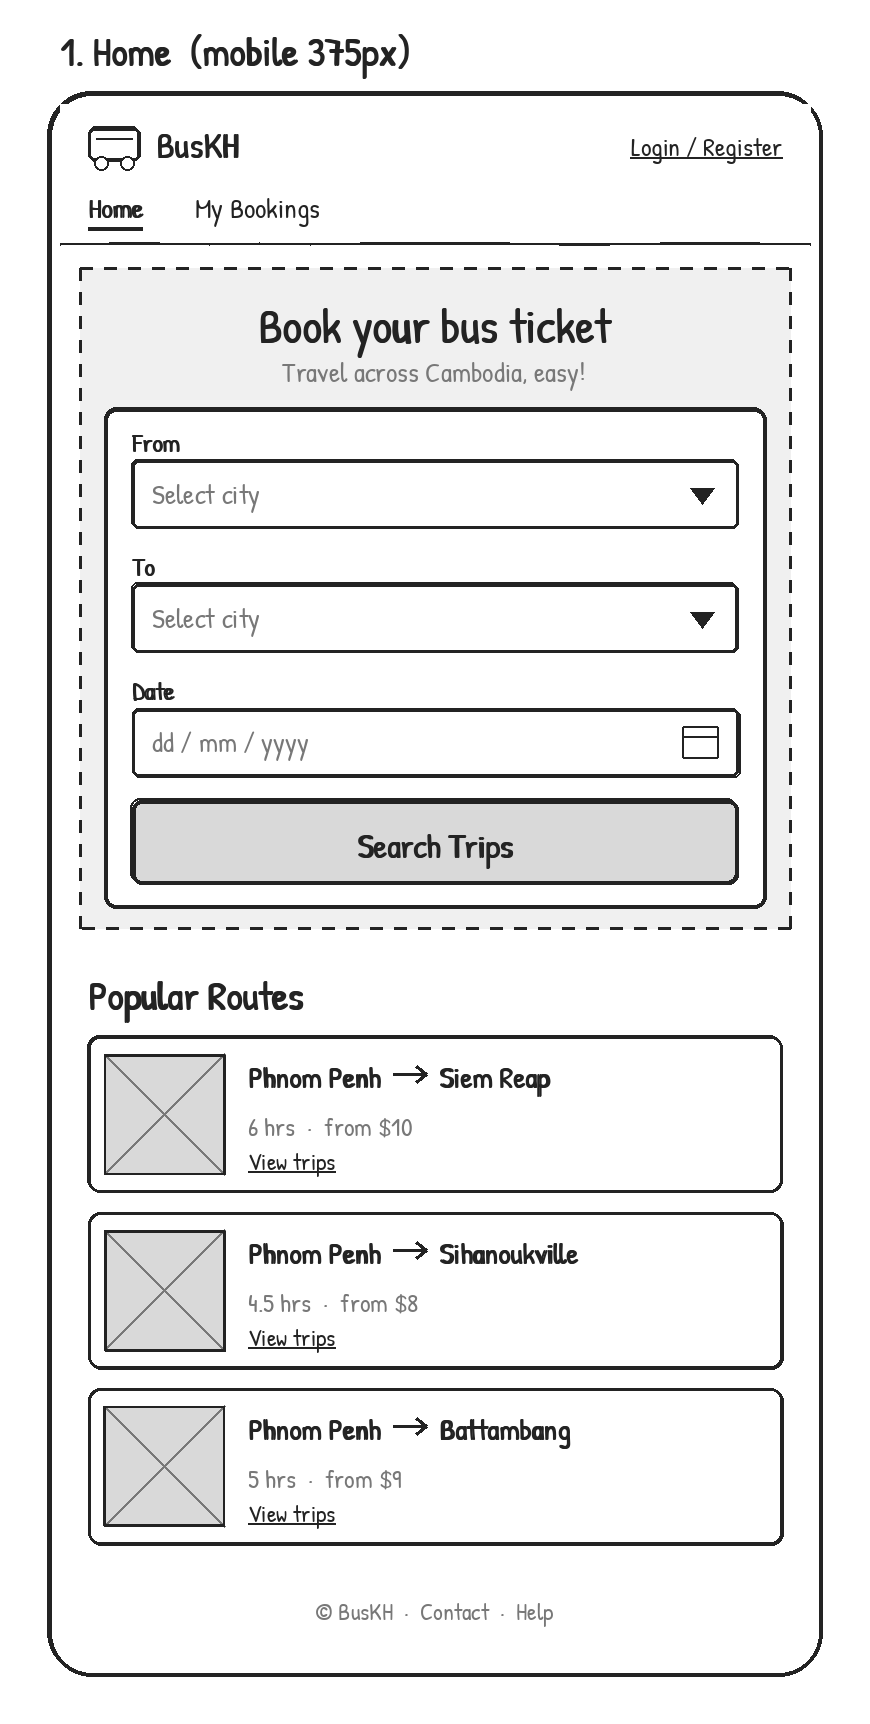 1. Home (mobile 375px)
BusKH
Login / Register
Home My Bookings
Book your bus ticket
Travel across Cambodia, easy!
From
Select city
To
Select city
Date
dd / mm / yyyy
Search Trips
Popular Routes
Phnom Penh → Siem Reap
6 hrs · from $10
View trips
Phnom Penh → Sihanoukville
4.5 hrs · from $8
View trips
Phnom Penh → Battambang
5 hrs · from $9
View trips
© BusKH · Contact · Help